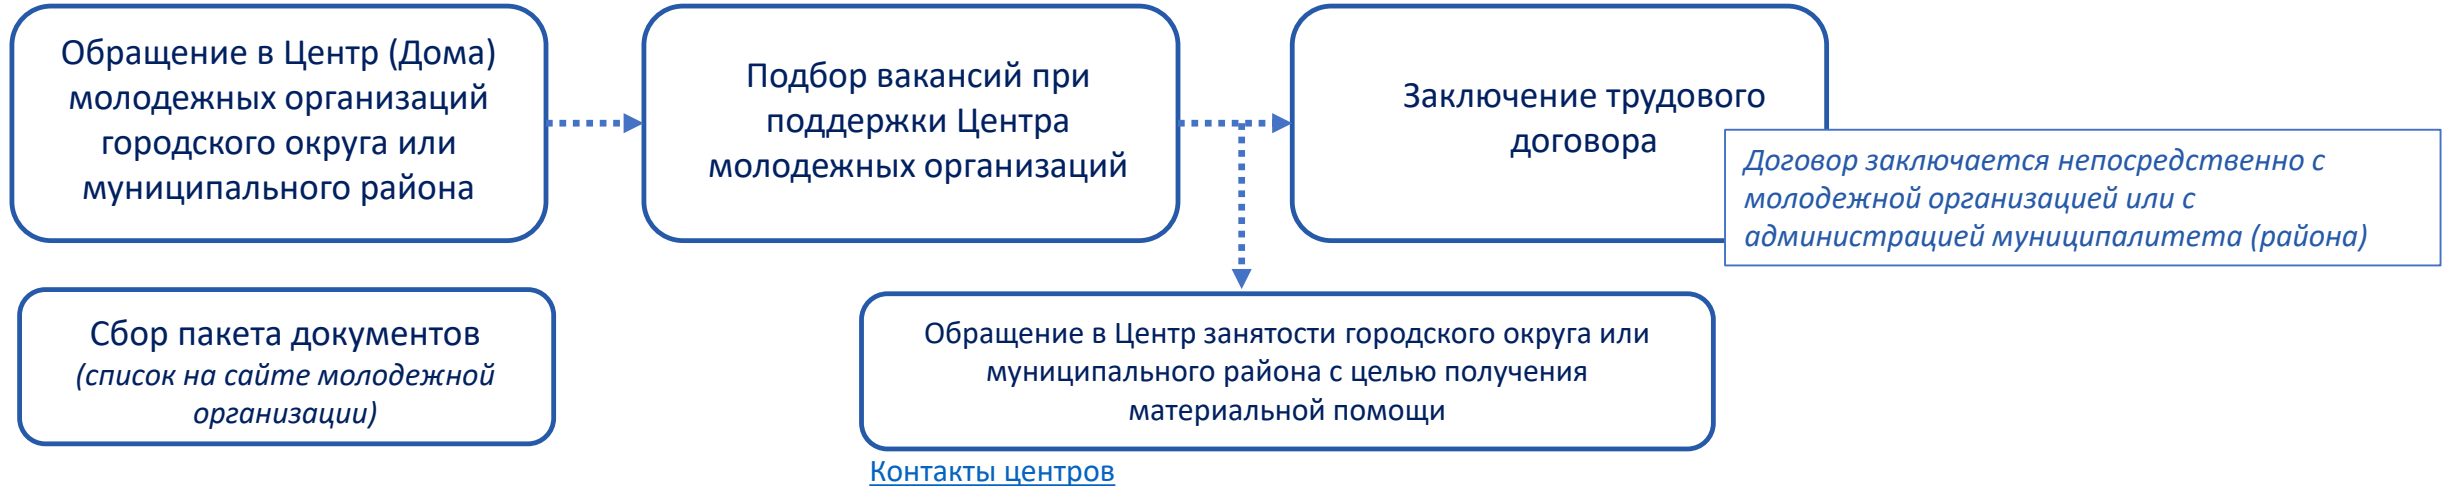 Обращение в Центр (Дома)
молодежных организаций
городского округа или
муниципального района
Подбор вакансий при
поддержки Центра
молодежных организаций
Заключение трудового
договора
Договор заключается непосредственно с
молодежной организацией или с
администрацией муниципалитета (района)
Сбор пакета документов
(список на сайте молодежной
организации)
Обращение в Центр занятости городского округа или
муниципального района с целью получения
материальной помощи
Контакты центров